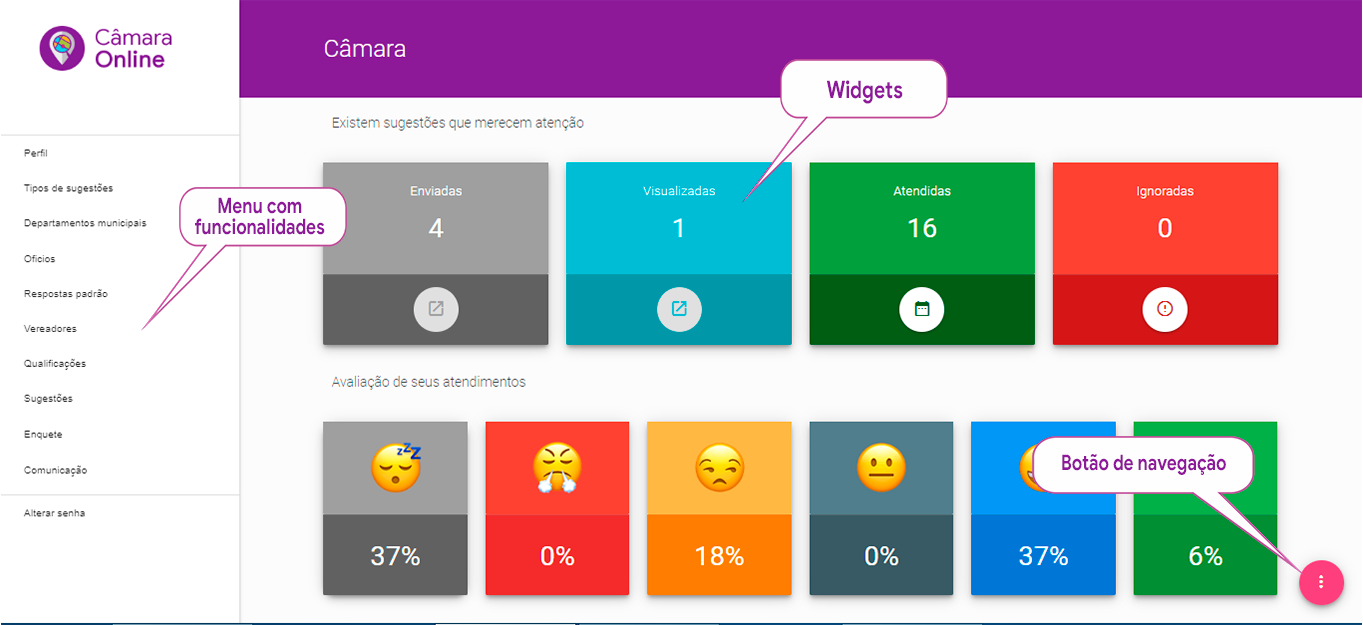 Câmara
Online
Câmara
Widgets
Existem sugestões que merecem atenção
Perfil
Tipos de sugestões
Departamentos municipais
Oficios
Respostas padrão
Vereadores
Qualificações
Sugestões
Enquete
Comunicação
Alterar senha
Menu com
funcionalidades
Enviadas
4
Visualizadas
1
Atendidas
16
Ignoradas
0
Avaliação de seus atendimentos
zzZ
37%
0%
18%
0%
37%
6%
Botão de navegação